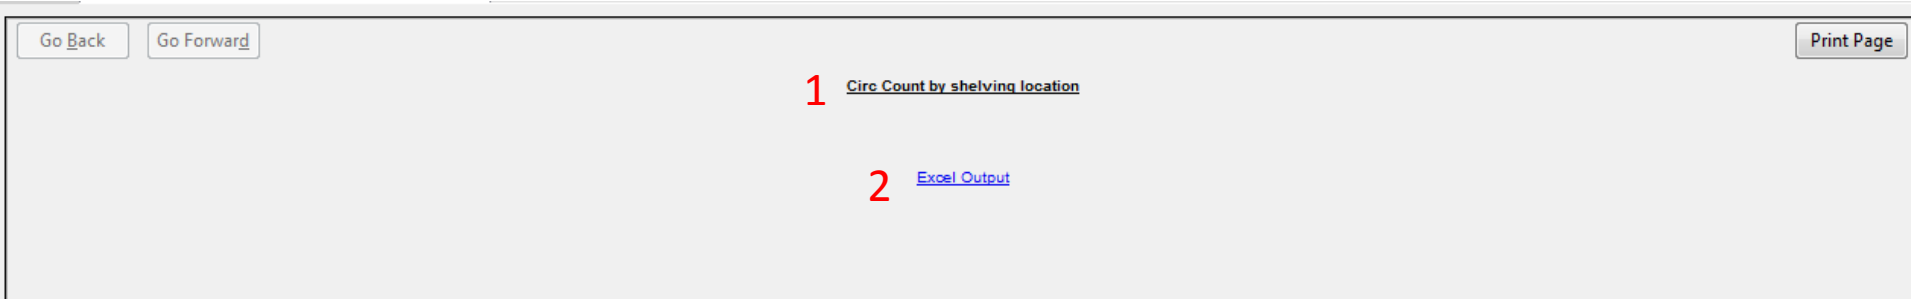 Go Back Go Forward Print Page
1 Circ Count by shelving location
2 Excel Output